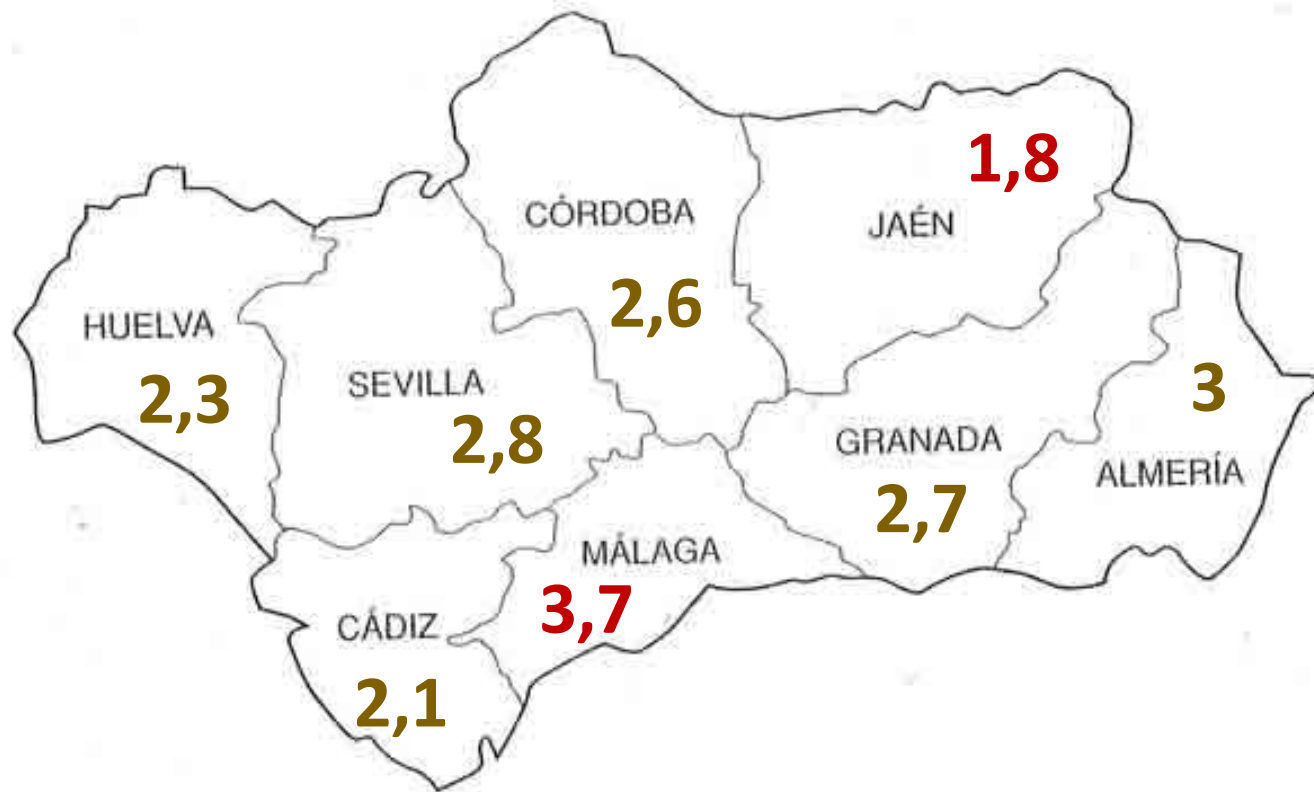 1,8
CÓRDOBA
JAÉN
2,6
HUELVA
2,3
SEVILLA
2,8
3
GRANADA
ALMERÍA
2,7
MÁLAGA
3,7
CÁDIZ
2,1